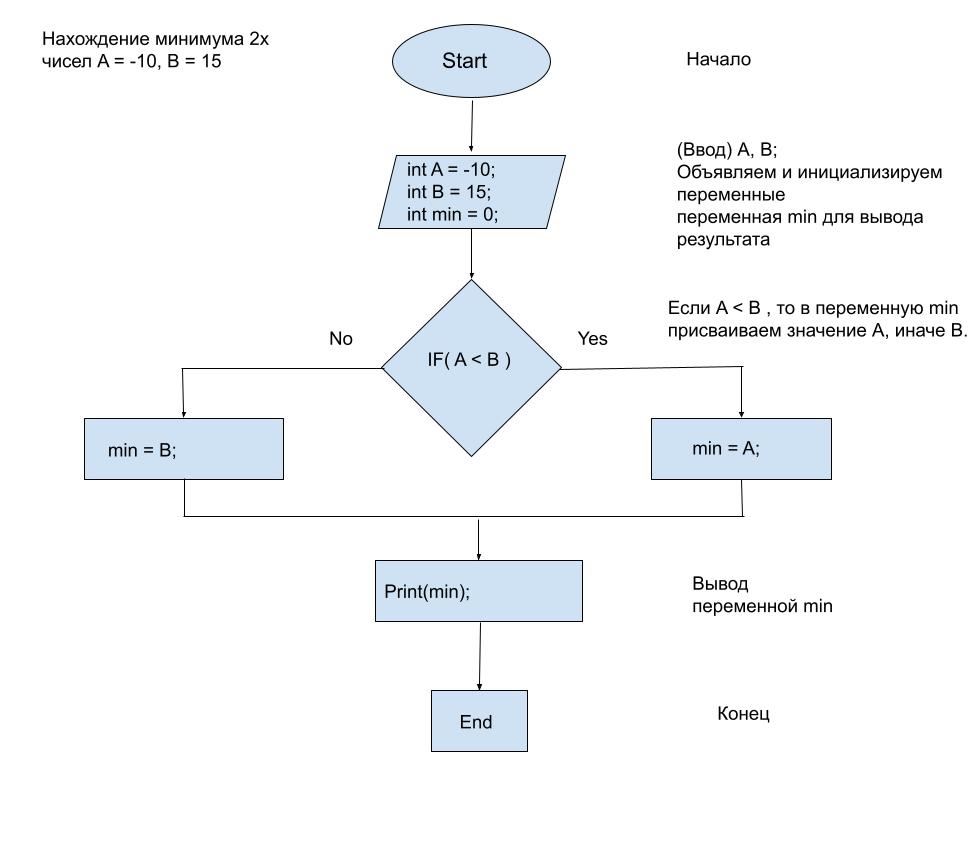 Нахождение минимума 2х
чисел A = -10, B = 15
Start
Начало
int A = -10;
int B = 15;
int min = 0;
(Ввод) A, B;
Объявляем и инициализируем
переменные
переменная min для вывода
результата
Если A < B , то в переменную min
присваиваем значение A, иначе B.
No
Yes
IF( A < B )
min = B;
min = A;
Print(min);
Вывод
переменной min
End
Конец